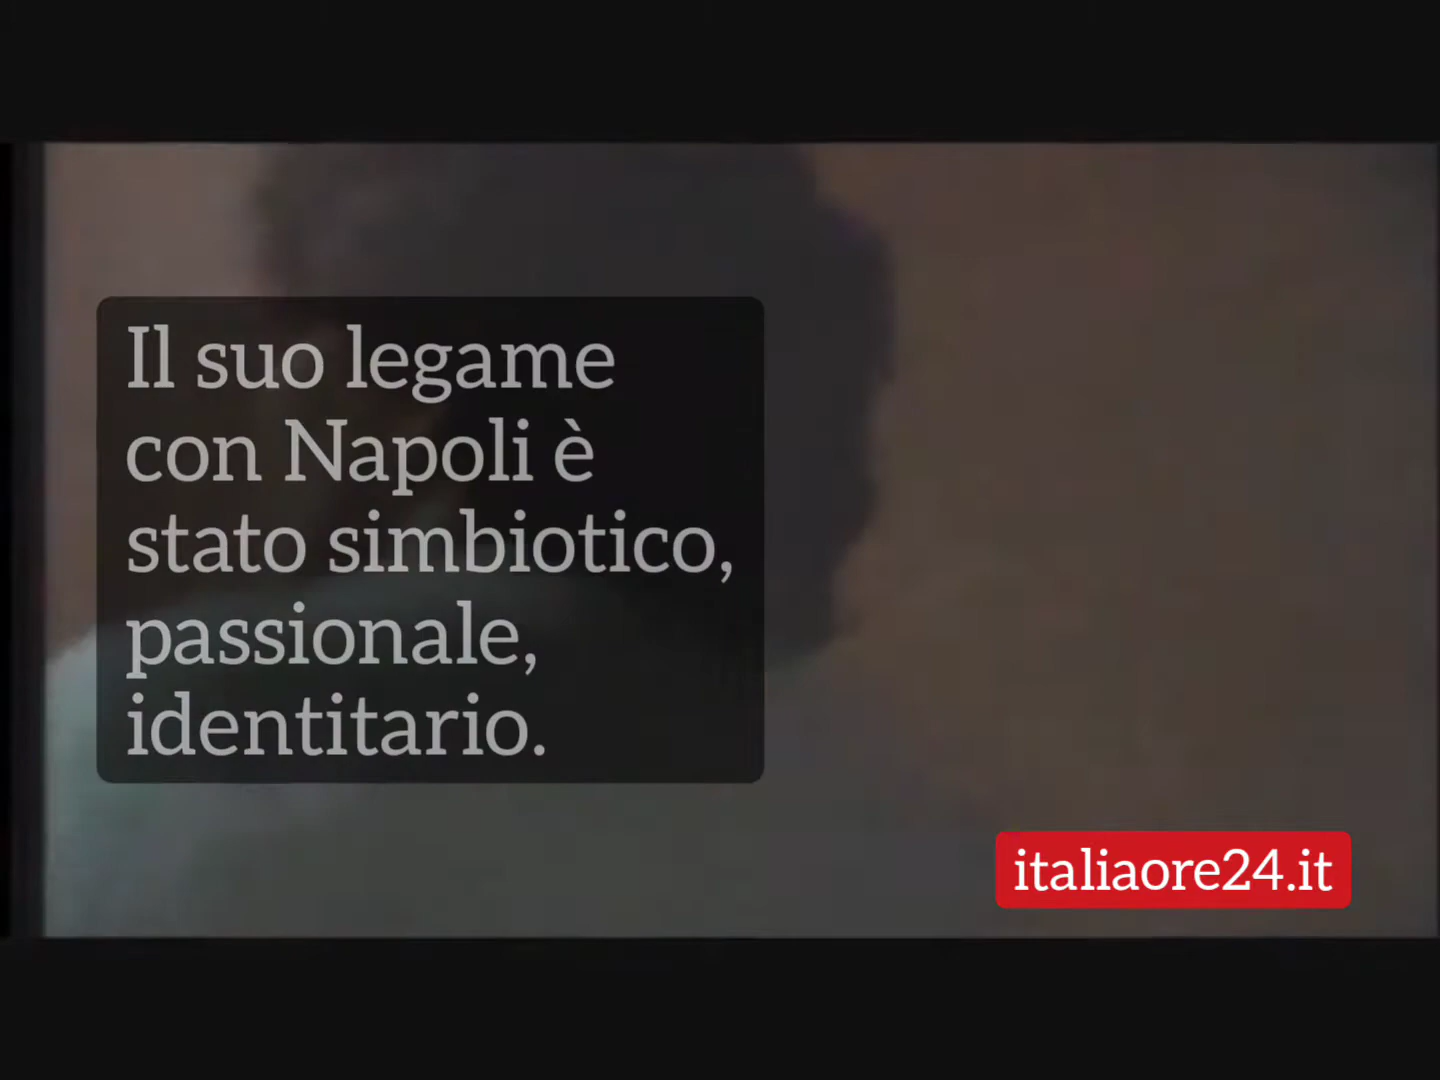 Il suo legame
con Napoli è
stato simbiotico,
passionale,
identitario.
italiaore24.it